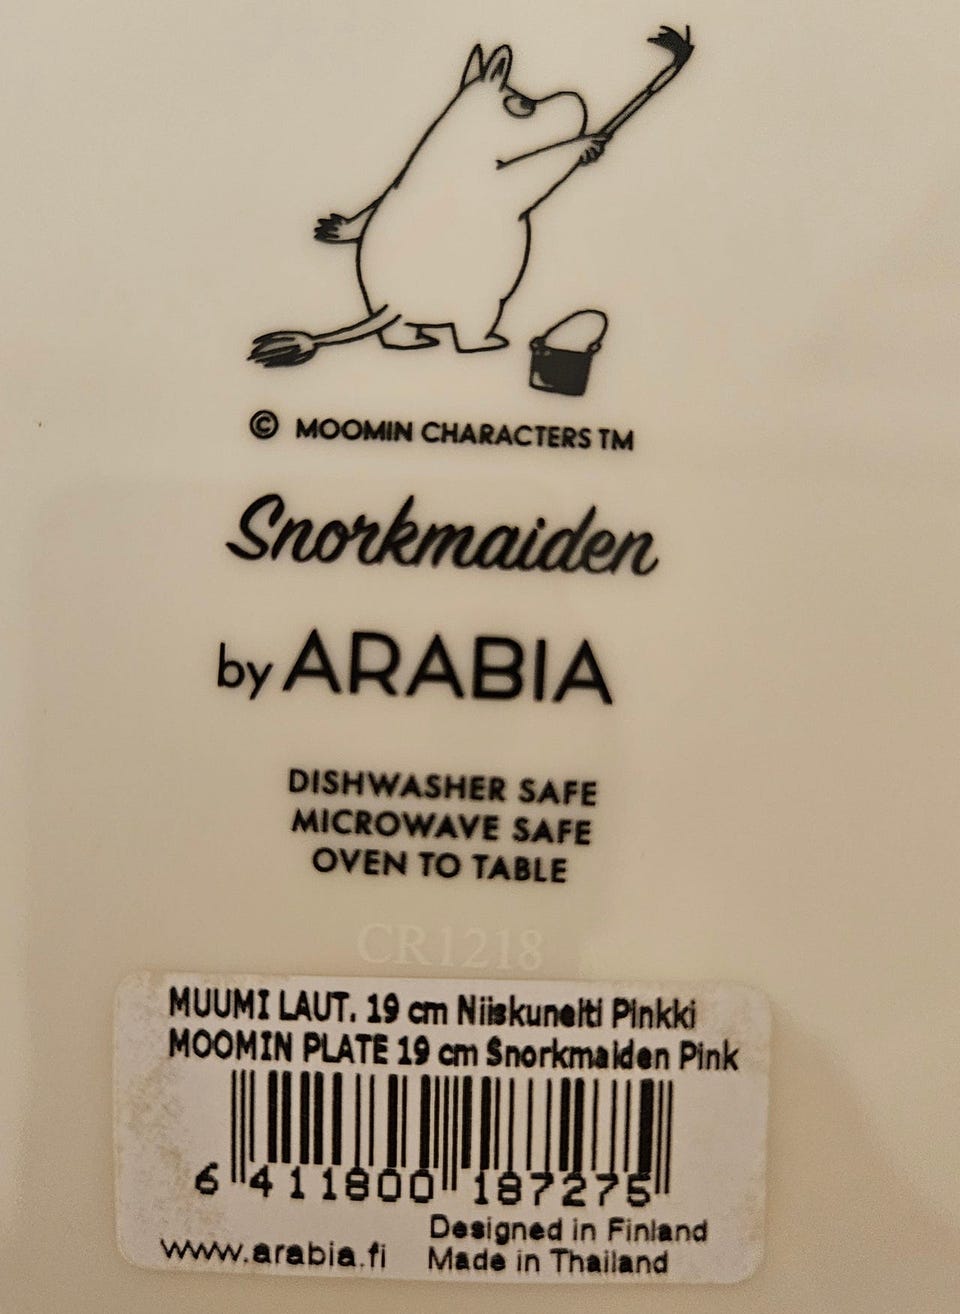 © MOOMIN CHARACTERS TM
Snorkmaiden
by ARABIA
DISHWASHER SAFE
MICROWAVE SAFE
OVEN TO TABLE
CR1218
MUUMI LAUT. 19 cm Niiskuneiti Pinkki
MOOMIN PLATE 19 cm Snorkmaiden Pink
6 411800 187275
Designed in Finland
www.arabia.fi Made in Thailand